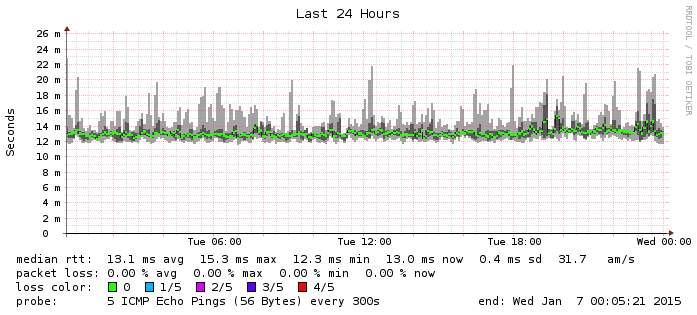 Last 24 Hours
RRDTOOL / TOBI OETIKER
Seconds
26 m
24 m
22 m
20 m
18 m
16 m
14 m
12 m
10 m
8 m
6 m
4 m
2 m
0
Tue 06:00 Tue 12:00 Tue 18:00 Wed 00:00
median rtt: 13.1 ms avg 15.3 ms max 12.3 ms min 13.0 ms now 0.4 ms sd 31.7 am/s
packet loss: 0.00 % avg 0.00 % max 0.00 % min 0.00 % now
loss color: 0 1/5 2/5 3/5 4/5
probe: 5 ICMP Echo Pings (56 Bytes) every 300s end: Wed Jan 7 00:05:21 2015